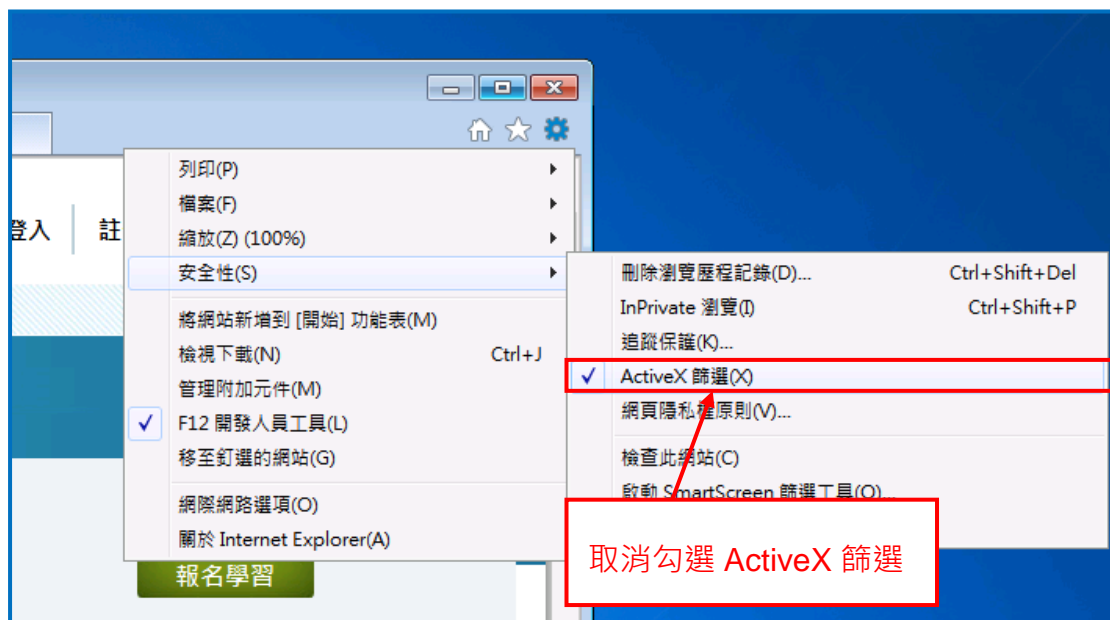 登入 註
列印(P)
檔案(F)
縮放(Z) (100%)
安全性(S)
將網站新增到 [開始] 功能表(M)
檢視下載(N) Ctrl+J
管理附加元件(M)
F12 開發人員工具(L)
移至釘選的網站(G)
網際網路選項(O)
關於 Internet Explorer(A)
報名學習
刪除瀏覽歷程記錄(D)... Ctrl+Shift+Del
InPrivate 瀏覽(I) Ctrl+Shift+P
追蹤保護(K)...
ActiveX 篩選(X)
網頁隱私權原則(V)...
檢查此網站(C)
啟動 SmartScreen 篩選工具(O)...
取消勾選 ActiveX 篩選